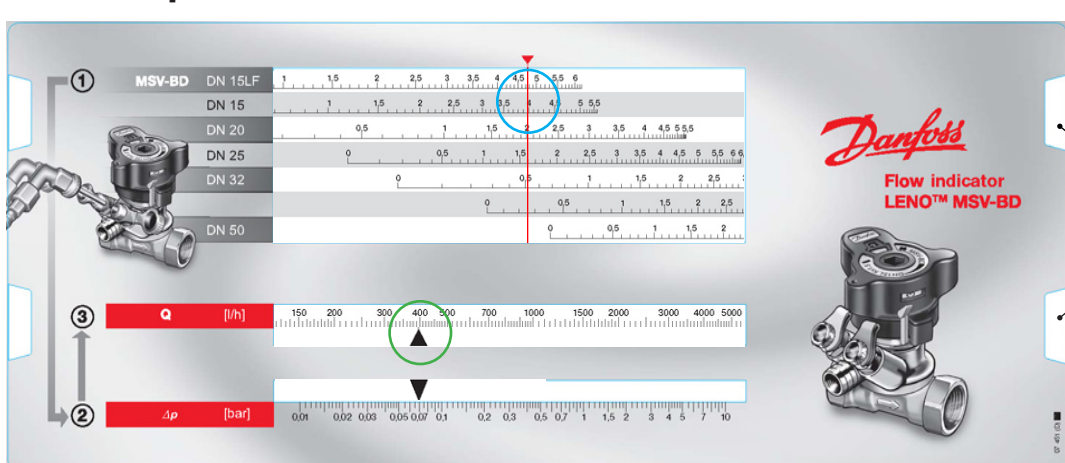 ① MSV-BD DN 15LF 1 1,5 2 2,5 3 3,5 4 4,5 5 5,5 6
DN 15 1 1,5 2 2,5 3 3,5 4 4,5 5 5,5
DN 20 0,5 1 1,5 2 2,5 3 3,5 4 4,5 5 5,5
DN 25 0 0,5 1 1,5 2 2,5 3 3,5 4 4,5 5 5,5 6
DN 32 0 0,5 1 1,5 2 2,5
0 0,5 1 1,5 2 2,5
DN 50 0 0,5 1 1,5 2
Danfoss
Flow indicator
LENO™ MSV-BD
③ Q [l/h] 150 200 300 400 500 700 1000 1500 2000 3000 4000 5000
② Δp [bar] 0,01 0,02 0,03 0,05 0,07 0,1 0,2 0,3 0,5 0,7 1 1,5 2 3 4 5 7 10